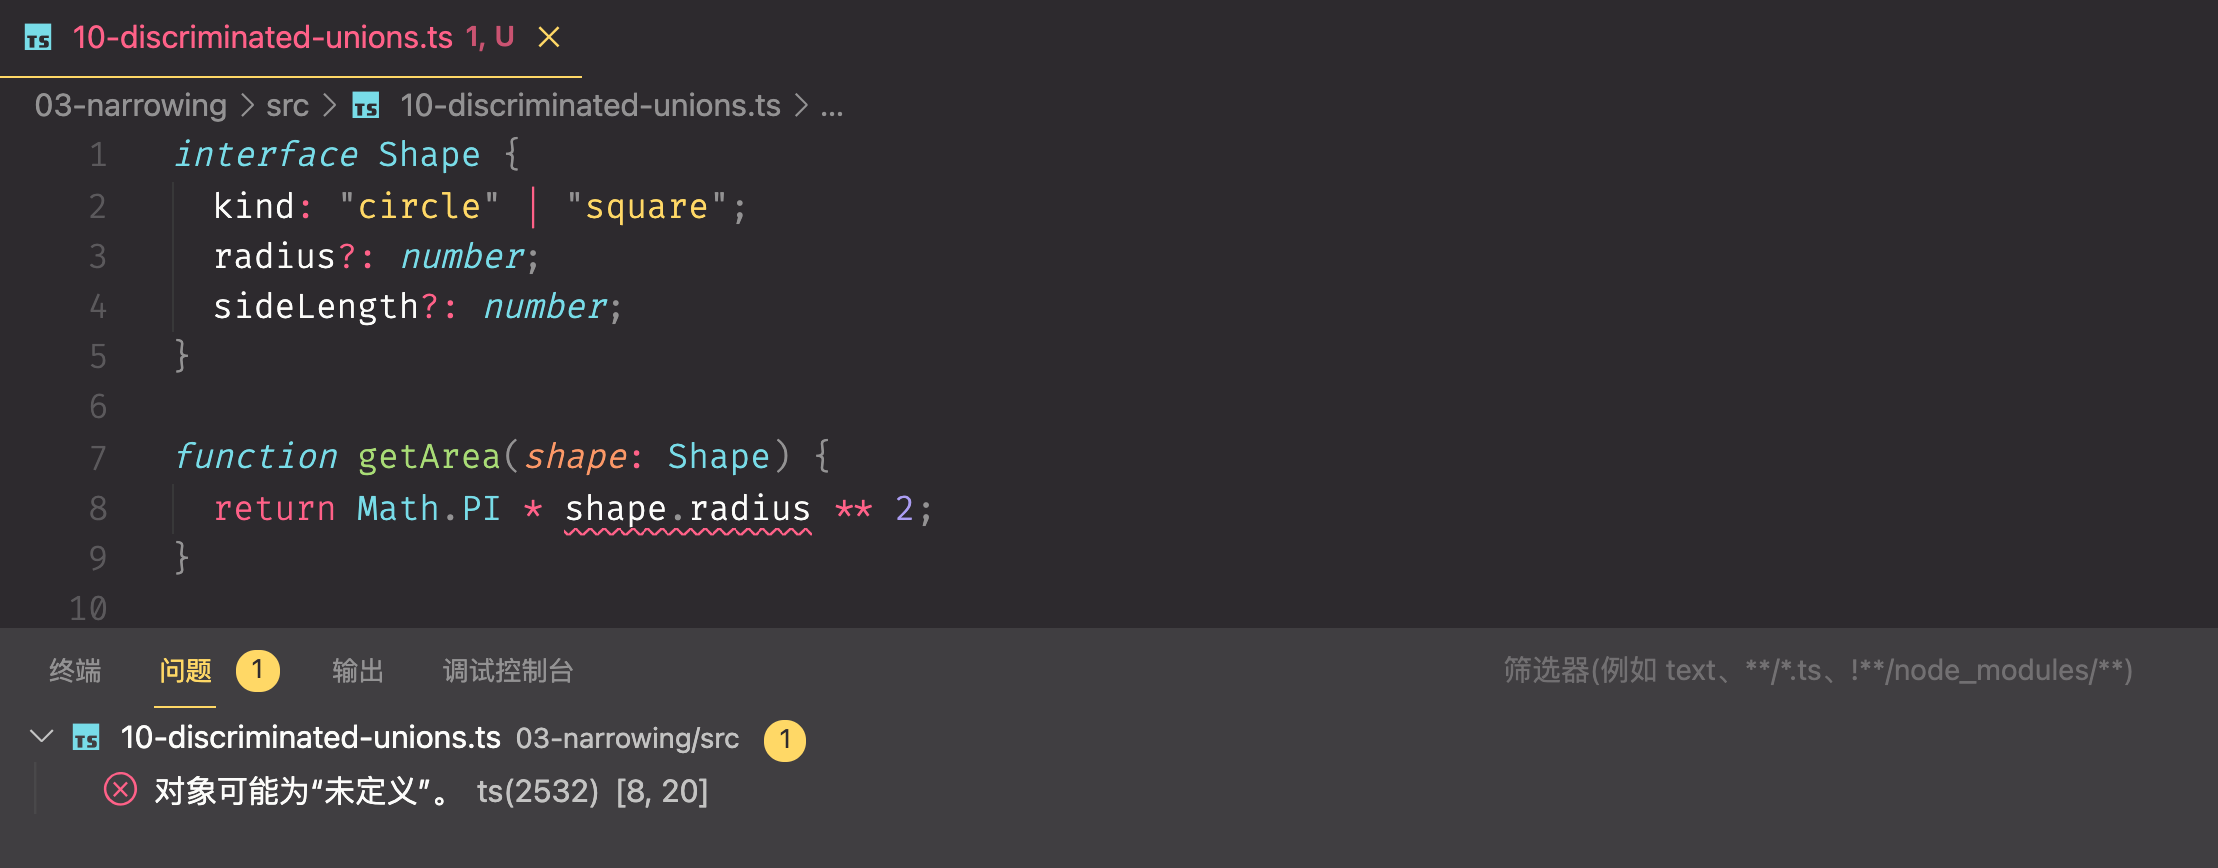 TS 10-discriminated-unions.ts 1, U
03-narrowing > src > TS 10-discriminated-unions.ts > ...
1 interface Shape {
2 kind: "circle" | "square";
3 radius?: number;
4 sideLength?: number;
5 }
6
7 function getArea(shape: Shape) {
8 return Math.PI * shape.radius ** 2;
9 }
10
终端 问题 1 输出 调试控制台 筛选器(例如 text、**/*.ts、!**/node_modules/**)
TS 10-discriminated-unions.ts 03-narrowing/src 1
对象可能为“未定义”。 ts(2532) [8, 20]